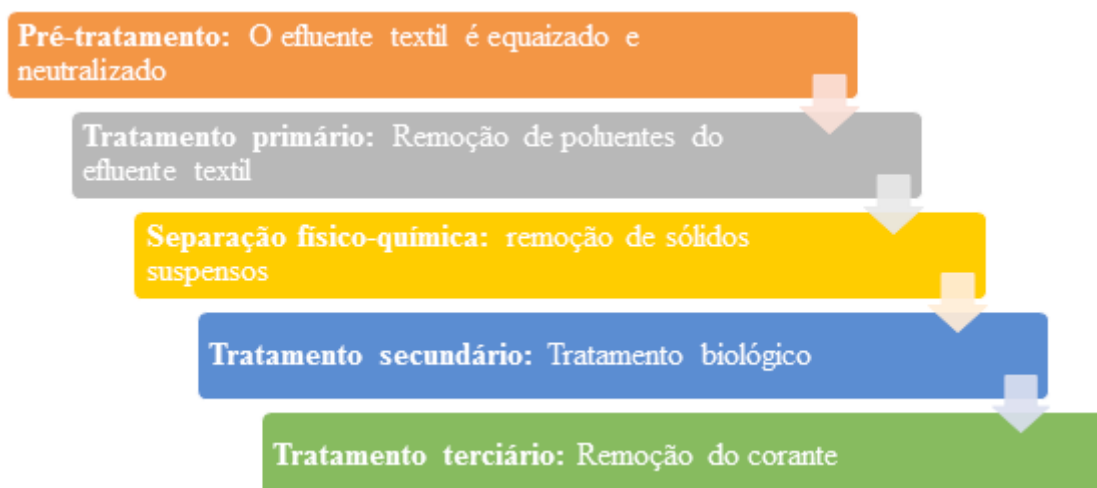 Pré-tratamento: O efluente textil é equaizado e
neutralizado
Tratamento primário: Remoção de poluentes do
efluente textil
Separação físico-química: remoção de sólidos
suspensos
Tratamento secundário: Tratamento biológico
Tratamento terciário: Remoção do corante